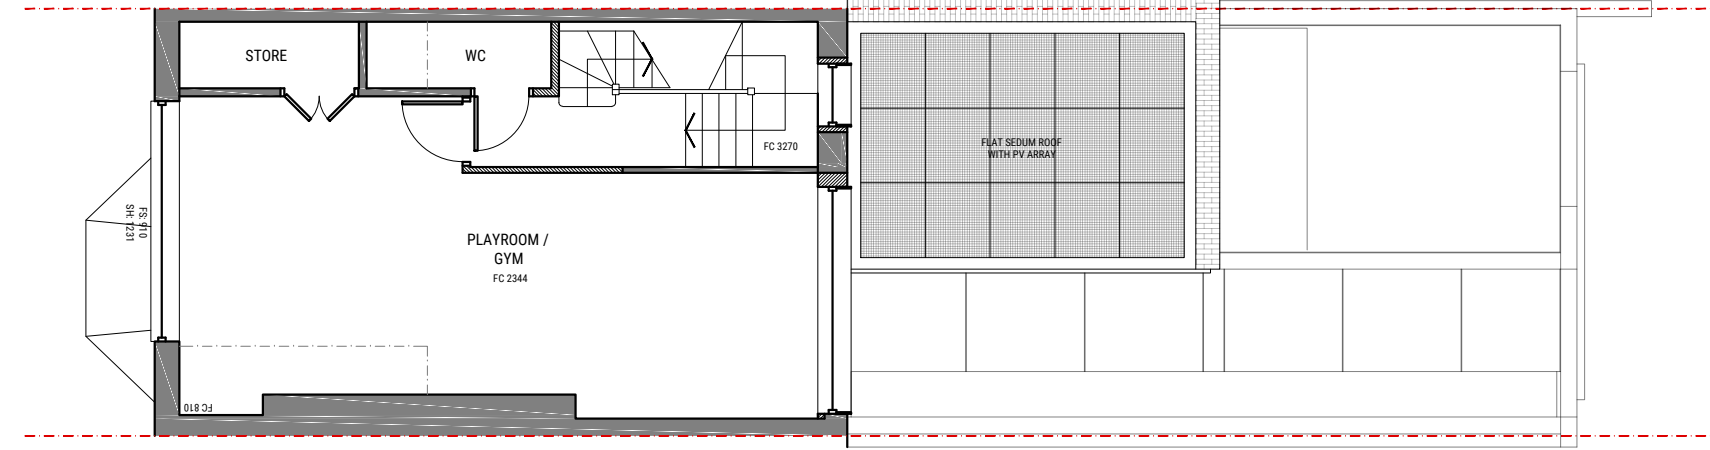 STORE
WC
FC 3270
FLAT SEDUM ROOF
WITH PV ARRAY
FS: 910
SH: 1231
PLAYROOM /
GYM
FC 2344
FC 810